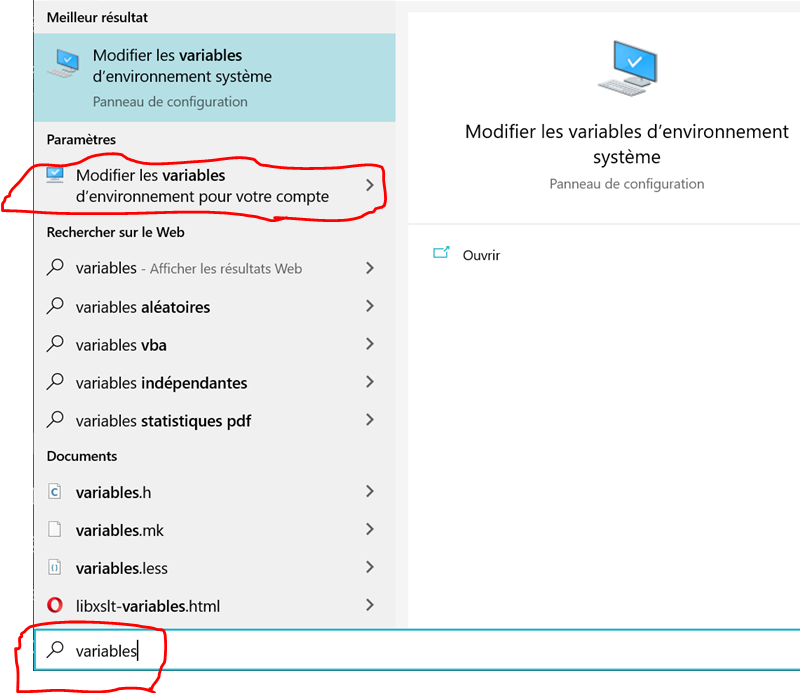 Meilleur résultat
Modifier les variables
d’environnement système
Panneau de configuration
Paramètres
Modifier les variables
d’environnement pour votre compte
Rechercher sur le Web
variables - Afficher les résultats Web
variables aléatoires
variables vba
variables indépendantes
variables statistiques pdf
Documents
variables.h
variables.mk
variables.less
libxslt-variables.html
variables
Modifier les variables d’environnement
système
Panneau de configuration
Ouvrir